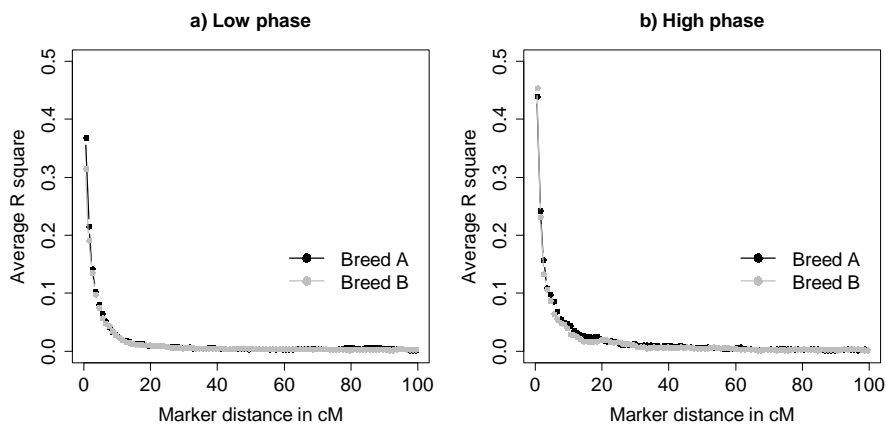 a) Low phase
Average R square
0.0 0.1 0.2 0.3 0.4 0.5
Breed A
Breed B
0 20 40 60 80 100
Marker distance in cM
b) High phase
Average R square
0.0 0.1 0.2 0.3 0.4 0.5
Breed A
Breed B
0 20 40 60 80 100
Marker distance in cM